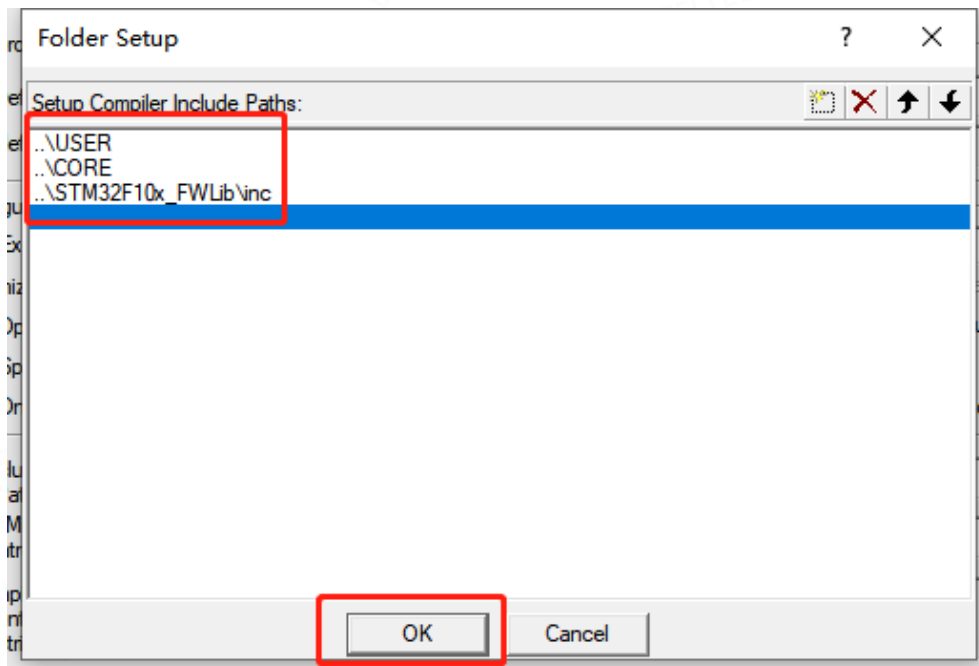 Folder Setup
?
Setup Compiler Include Paths:
..\USER
..\CORE
..\STM32F10x_FWLib\inc
OK
Cancel